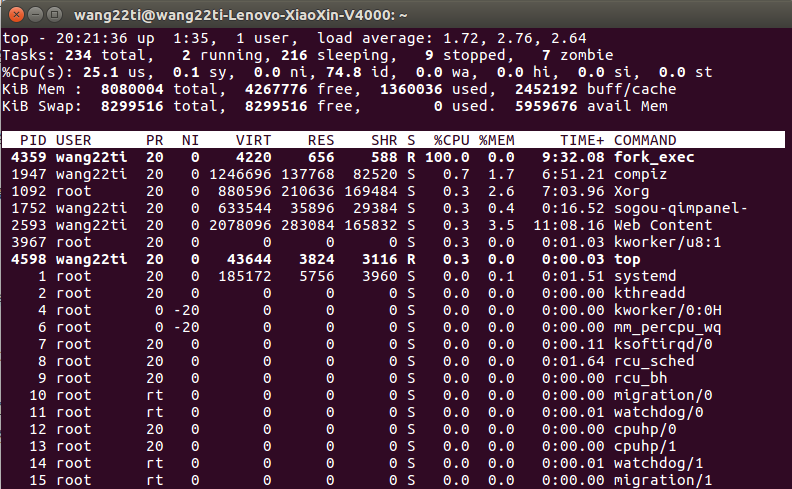 wang22ti@wang22ti-Lenovo-XiaoXin-V4000: ~
top - 20:21:36 up  1:35,  1 user,  load average: 1.72, 2.76, 2.64
Tasks: 234 total,   2 running, 216 sleeping,   9 stopped,   7 zombie
%Cpu(s): 25.1 us,  0.1 sy,  0.0 ni, 74.8 id,  0.0 wa,  0.0 hi,  0.0 si,  0.0 st
KiB Mem :  8080004 total,  4267776 free,  1360036 used,  2452192 buff/cache
KiB Swap:  8299516 total,  8299516 free,        0 used.  5959676 avail Mem
PID USER      PR  NI    VIRT    RES    SHR S  %CPU %MEM     TIME+ COMMAND
4359 wang22ti  20   0    4220    656    588 R 100.0  0.0   9:32.08 fork_exec
1947 wang22ti  20   0 1246696 137768  82520 S   0.7  1.7   6:51.21 compiz
1092 root      20   0  880596 210636 169484 S   0.3  2.6   7:03.96 Xorg
1752 wang22ti  20   0  633544  35896  29384 S   0.3  0.4   0:16.52 sogou-qimpanel-
2593 wang22ti  20   0 2078096 283084 165832 S   0.3  3.5  11:08.16 Web Content
3967 root      20   0       0      0      0 S   0.3  0.0   0:01.03 kworker/u8:1
4598 wang22ti  20   0   43644   3824   3116 R   0.3  0.0   0:00.03 top
1 root      20   0  185172   5756   3960 S   0.0  0.1   0:01.51 systemd
2 root      20   0       0      0      0 S   0.0  0.0   0:00.00 kthreadd
4 root       0 -20       0      0      0 S   0.0  0.0   0:00.00 kworker/0:0H
6 root       0 -20       0      0      0 S   0.0  0.0   0:00.00 mm_percpu_wq
7 root      20   0       0      0      0 S   0.0  0.0   0:00.11 ksoftirqd/0
8 root      20   0       0      0      0 S   0.0  0.0   0:01.64 rcu_sched
9 root      20   0       0      0      0 S   0.0  0.0   0:00.00 rcu_bh
10 root      rt   0       0      0      0 S   0.0  0.0   0:00.00 migration/0
11 root      rt   0       0      0      0 S   0.0  0.0   0:00.01 watchdog/0
12 root      20   0       0      0      0 S   0.0  0.0   0:00.00 cpuhp/0
13 root      20   0       0      0      0 S   0.0  0.0   0:00.00 cpuhp/1
14 root      rt   0       0      0      0 S   0.0  0.0   0:00.01 watchdog/1
15 root      rt   0       0      0      0 S   0.0  0.0   0:00.00 migration/1